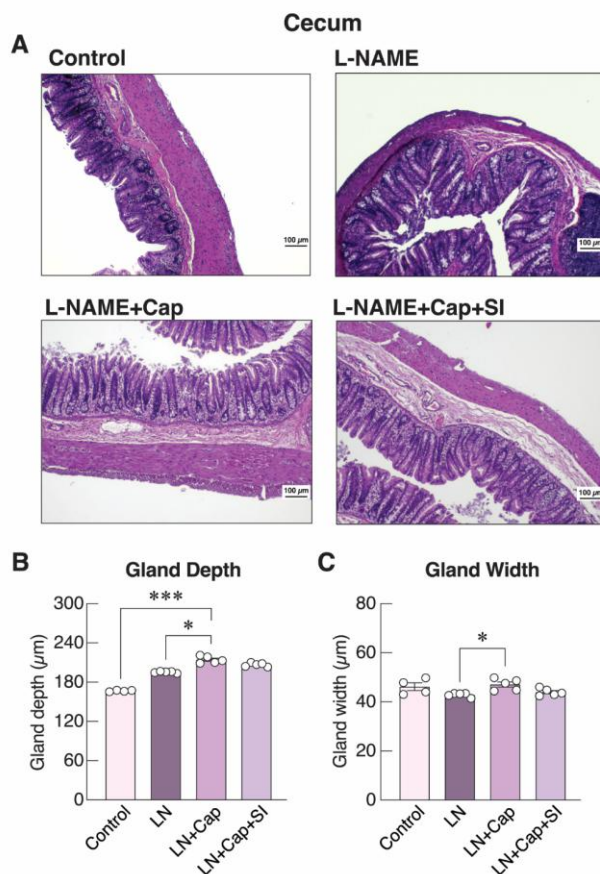 Cecum
A
Control
L-NAME
100 µm
100 µm
L-NAME+Cap
L-NAME+Cap+SI
100 µm
100 µm
B
Gland Depth
Gland depth (µm)
300
240
180
120
60
0
***
*
Control
LN
LN+Cap
LN+Cap+SI
C
Gland Width
Gland width (µm)
80
60
40
20
0
*
Control
LN
LN+Cap
LN+Cap+SI